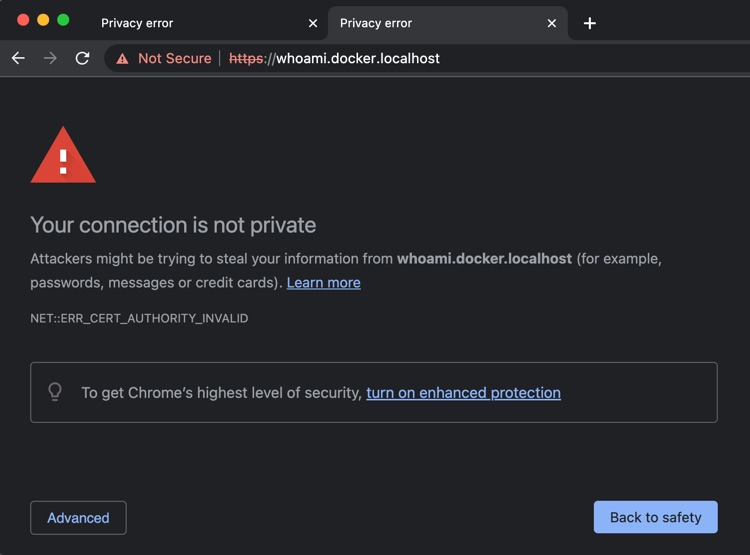 Privacy error
Privacy error
Not Secure | https://whoami.docker.localhost
Your connection is not private
Attackers might be trying to steal your information from whoami.docker.localhost (for example,
passwords, messages or credit cards). Learn more
NET::ERR_CERT_AUTHORITY_INVALID
To get Chrome's highest level of security, turn on enhanced protection
Advanced
Back to safety